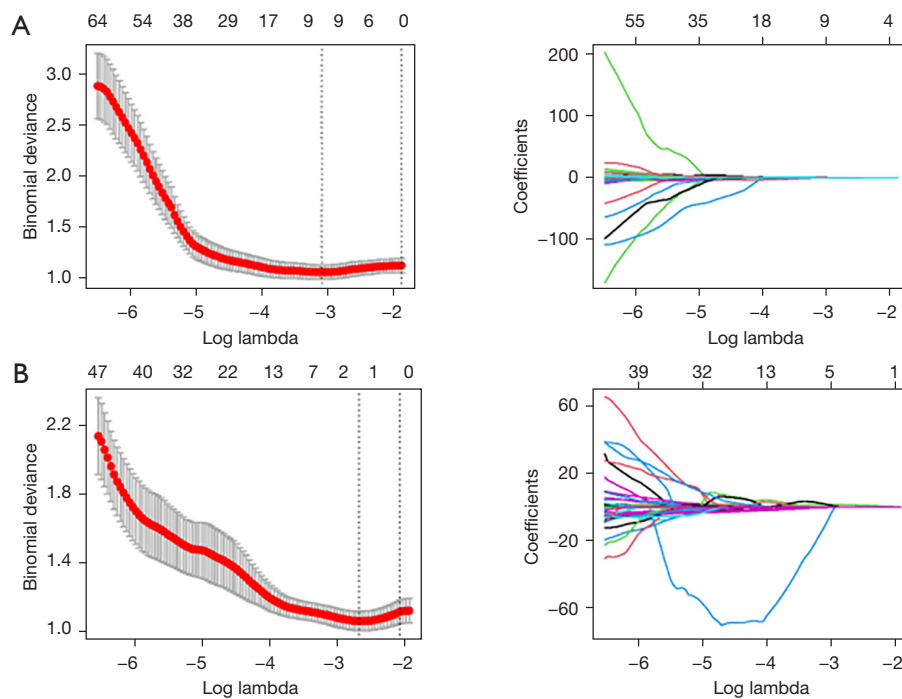 A
64 54 38 29 17 9 9 6 0
Binomial deviance
3.0
2.5
2.0
1.5
1.0
−6 −5 −4 −3 −2
Log lambda
55 35 18 9 4
Coefficients
200
100
0
−100
−6 −5 −4 −3 −2
Log lambda
B
47 40 32 22 13 7 2 1 0
Binomial deviance
2.2
1.8
1.4
1.0
−6 −5 −4 −3 −2
Log lambda
39 32 13 5 1
Coefficients
60
20
−20
−60
−6 −5 −4 −3 −2
Log lambda